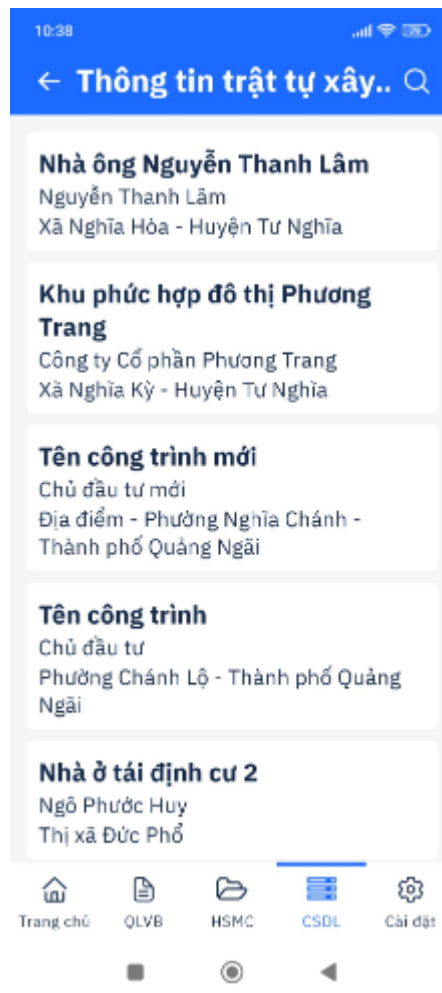 10:38
Thông tin trật tự xây..
Nhà ông Nguyễn Thanh Lâm
Nguyễn Thanh Lâm
Xã Nghĩa Hòa - Huyện Tư Nghĩa
Khu phức hợp đô thị Phương
Trang
Công ty Cổ phần Phương Trang
Xã Nghĩa Kỳ - Huyện Tư Nghĩa
Tên công trình mới
Chủ đầu tư mới
Địa điểm - Phường Nghĩa Chánh -
Thành phố Quảng Ngãi
Tên công trình
Chủ đầu tư
Phường Chánh Lộ - Thành phố Quảng
Ngãi
Nhà ở tái định cư 2
Ngô Phước Huy
Thị xã Đức Phổ
Trang chủ QLVB HSMC CSDL Cài đặt